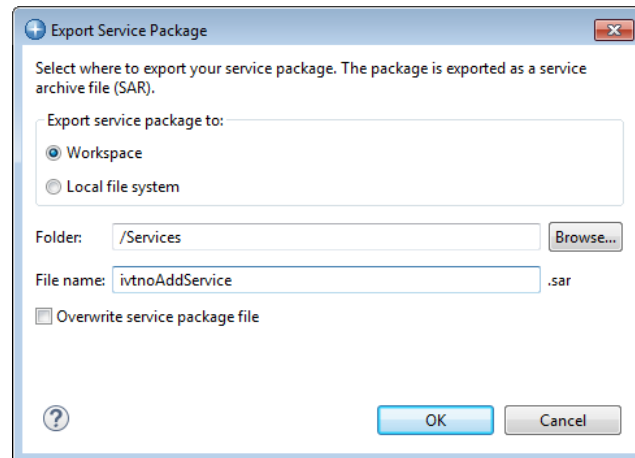 Export Service Package
Select where to export your service package. The package is exported as a service
archive file (SAR).
Export service package to:
Workspace
Local file system
Folder: /Services Browse...
File name: ivtnoAddService .sar
Overwrite service package file
? OK Cancel